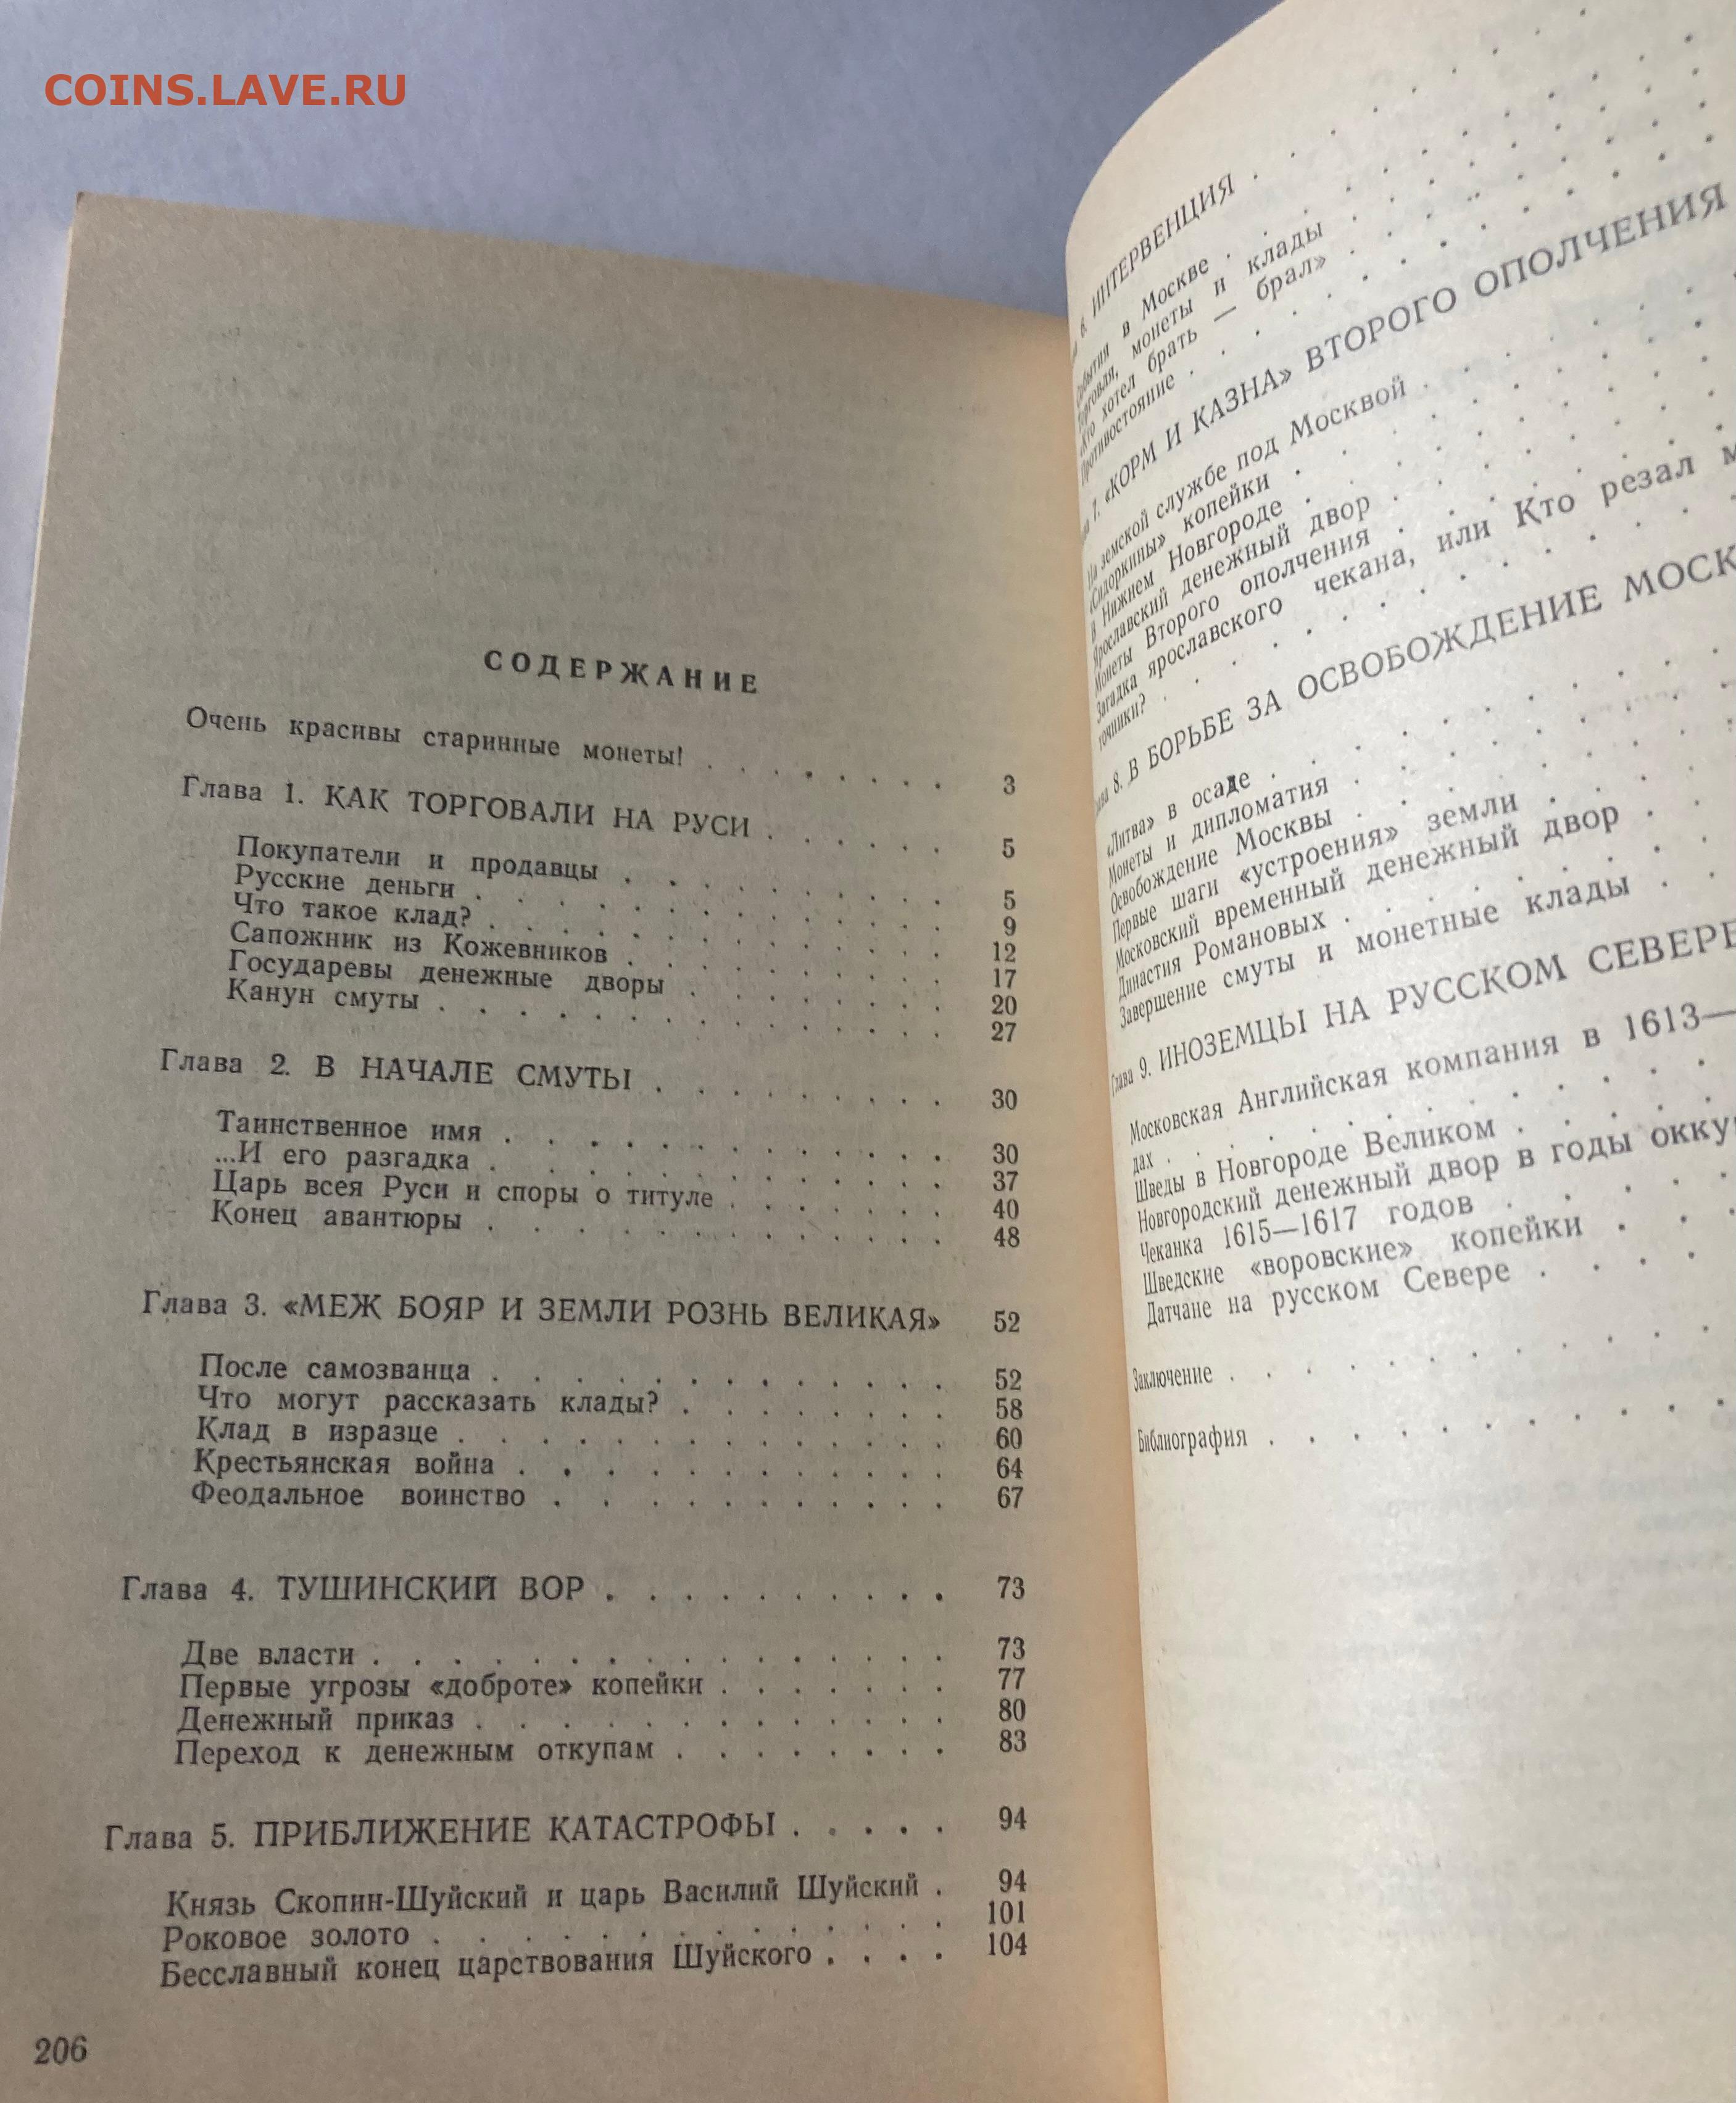 COINS.LAVE.RU
СОДЕРЖАНИЕ
Очень красивы старинные монеты! . . . . . . . 3
Глава 1. КАК ТОРГОВАЛИ НА РУСИ . . . . . . 5
Покупатели и продавцы . . . . . . . . 5
Русские деньги . . . . . . . . . . . 9
Что такое клад? . . . . . . . . . . . 12
Сапожник из Кожевников . . . . . . . . 17
Государевы денежные дворы . . . . . . . 20
Канун смуты . . . . . . . . . . . . . 27
Глава 2. В НАЧАЛЕ СМУТЫ . . . . . . . . 30
Таинственное имя . . . . . . . . . . . 30
...И его разгадка . . . . . . . . . . . 37
Царь всея Руси и споры о титуле . . . . . . 40
Конец авантюры . . . . . . . . . . . 48
Глава 3. «МЕЖ БОЯР И ЗЕМЛИ РОЗНЬ ВЕЛИКАЯ» 52
После самозванца . . . . . . . . . . . 52
Что могут рассказать клады? . . . . . . . 58
Клад в изразце . . . . . . . . . . . . 60
Крестьянская война . . . . . . . . . . 64
Феодальное воинство . . . . . . . . . 67
Глава 4. ТУШИНСКИЙ ВОР . . . . . . . . . 73
Две власти . . . . . . . . . . . . . . 73
Первые угрозы «доброте» копейки . . . . . . 77
Денежный приказ . . . . . . . . . . . 80
Переход к денежным откупам . . . . . . . 83
Глава 5. ПРИБЛИЖЕНИЕ КАТАСТРОФЫ . . . . . 94
Князь Скопин-Шуйский и царь Василий Шуйский . 94
Роковое золото . . . . . . . . . . . . 101
Бесславный конец царствования Шуйского . . . . 104
206
6. ИНТЕРВЕНЦИЯ . . . . . . . .
События в Москве . . . . . . . .
Торговля, монеты и клады . . . . . . .
«Кто хотел брать — брал» . . . . . . .
Противостояние . . . . . . . . .
7. «КОРМ И КАЗНА» ВТОРОГО ОПОЛЧЕНИЯ
На земской службе под Москвой . . . . . .
«Сидоркины» копейки . . . . . . . .
В Нижнем Новгороде . . . . . . . .
Ярославский денежный двор . . . . . . .
Монеты Второго ополчения . . . . . . .
Загадка ярославского чекана, или Кто резал
точники? . . . . . . . . . .
8. В БОРЬБЕ ЗА ОСВОБОЖДЕНИЕ МОСК
«Литва» в осаде . . . . . . . . .
Монеты и дипломатия . . . . . . . .
Освобождение Москвы . . . . . . . .
Первые шаги «устроения» земли . . . . .
Московский временный денежный двор . . .
Династия Романовых . . . . . . . .
Завершение смуты и монетные клады . . .
Глава 9. ИНОЗЕМЦЫ НА РУССКОМ СЕВЕРЕ
Московская Английская компания в 1613—
дах . . . . . . . . . . .
Шведы в Новгороде Великом . . . . . .
Новгородский денежный двор в годы окку
Чеканка 1615—1617 годов . . . . . .
Шведские «воровские» копейки . . . .
Датчане на русском Севере . . . . .
Заключение . . . . . . . . . . .
Библиография . . . . . . . . . .